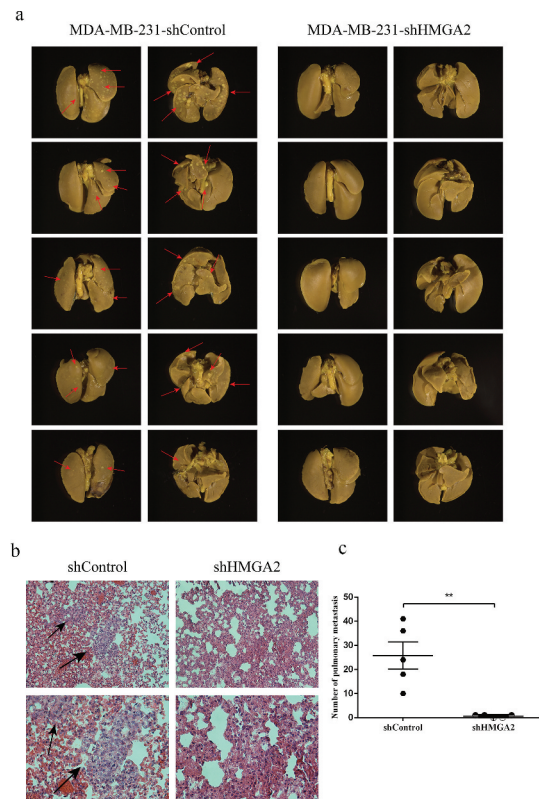 a
MDA-MB-231-shControl
MDA-MB-231-shHMGA2
b
shControl
shHMGA2
c
**
Number of pulmonary metastasis
50
40
30
20
10
0
shControl
shHMGA2